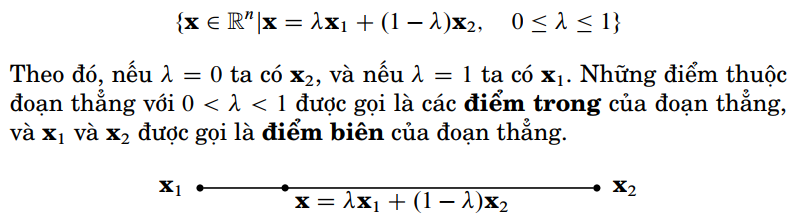 {𝐱 ∈ ℝⁿ|𝐱 = λ𝐱₁ + (1 − λ)𝐱₂,    0 ≤ λ ≤ 1}
Theo đó, nếu λ = 0 ta có 𝐱₂, và nếu λ = 1 ta có 𝐱₁. Những điểm thuộc
đoạn thẳng với 0 < λ < 1 được gọi là các điểm trong của đoạn thẳng,
và 𝐱₁ và 𝐱₂ được gọi là điểm biên của đoạn thẳng.
𝐱₁ 𝐱₂
𝐱 = λ𝐱₁ + (1 − λ)𝐱₂